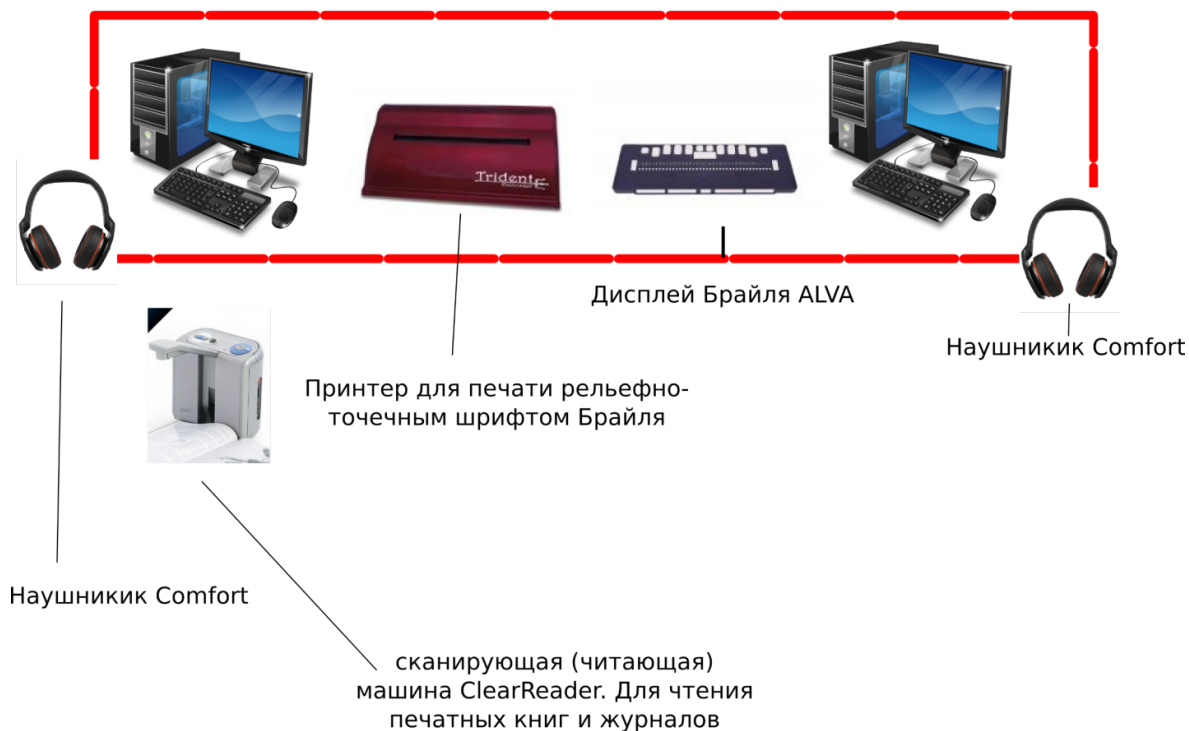 Trident
Дисплей Брайля ALVA
Наушникик Comfort
Принтер для печати рельефно-
точечным шрифтом Брайля
Наушникик Comfort
сканирующая (читающая)
машина ClearReader. Для чтения
печатных книг и журналов